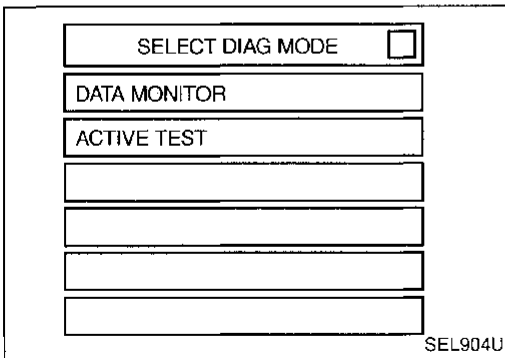 SELECT DIAG MODE
DATA MONITOR
ACTIVE TEST
SEL904U